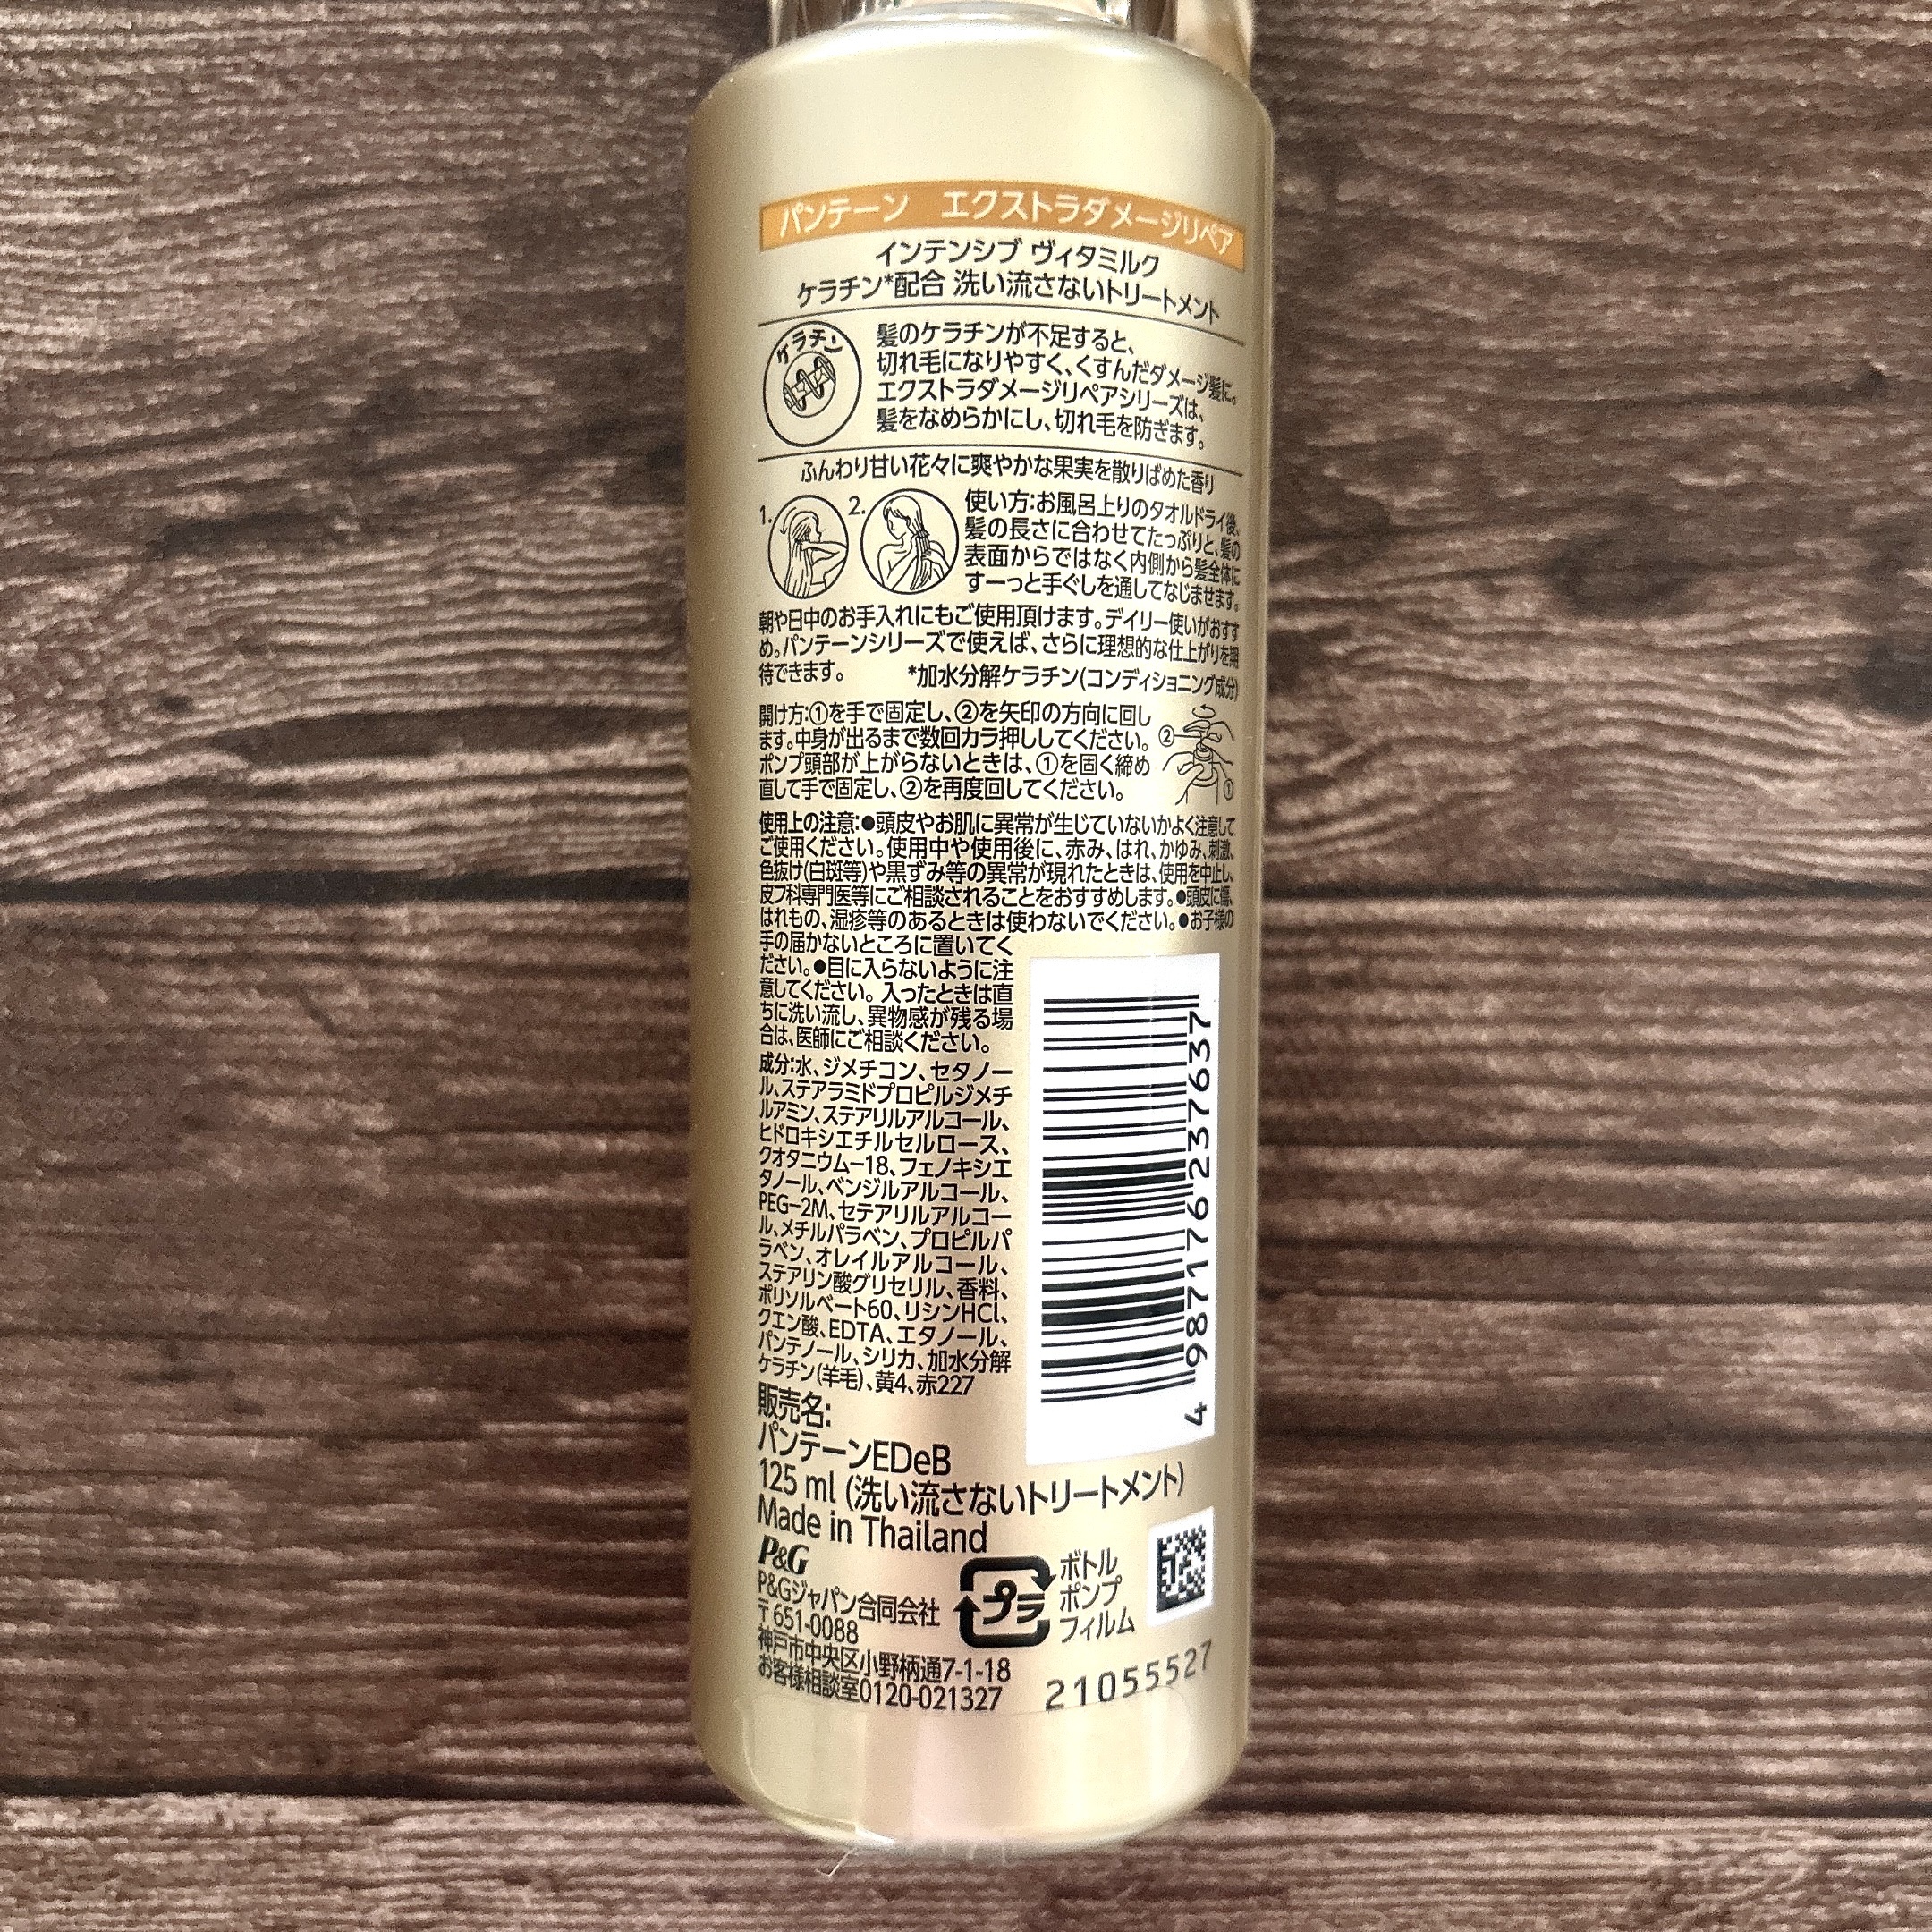 パンテーン エクストラダメージリペア
インテンシブ ヴィタミルク
ケラチン*配合 洗い流さないトリートメント
ケラチン
髪のケラチンが不足すると、
切れ毛になりやすく、くすんだダメージ髪に。
エクストラダメージリペアシリーズは、
髪をなめらかにし、切れ毛を防ぎます。
ふんわり甘い花々に爽やかな果実を散りばめた香り
1. 2.
使い方:お風呂上りのタオルドライ後、
髪の長さに合わせてたっぷりと、髪の
表面からではなく内側から髪全体に
すーっと手ぐしを通してなじませます。
朝や日中のお手入れにもご使用頂けます。デイリー使いがおすす
め。パンテーンシリーズで使えば、さらに理想的な仕上がりを期
待できます。 *加水分解ケラチン(コンディショニング成分)
開け方:①を手で固定し、②を矢印の方向に回し
ます。中身が出るまで数回カラ押ししてください。
ポンプ頭部が上がらないときは、①を固く締め
直して手で固定し、②を再度回してください。
② ①
使用上の注意:●頭皮やお肌に異常が生じていないかよく注意して
ご使用ください。使用中や使用後に、赤み、はれ、かゆみ、刺激、
色抜け(白斑等)や黒ずみ等の異常が現れたときは、使用を中止し、
皮フ科専門医等にご相談されることをおすすめします。●頭皮に傷、
はれもの、湿疹等のあるときは使わないでください。●お子様の
手の届かないところに置いてく
ださい。●目に入らないように注
意してください。入ったときは直
ちに洗い流し、異物感が残る場
合は、医師にご相談ください。
成分:水、ジメチコン、セタノー
ル、ステアラミドプロピルジメチ
ルアミン、ステアリルアルコール、
ヒドロキシエチルセルロース、
クオタニウム-18、フェノキシエ
タノール、ベンジルアルコール、
PEG-2M、セテアリルアルコー
ル、メチルパラベン、プロピルパ
ラベン、オレイルアルコール、
ステアリン酸グリセリル、香料、
ポリソルベート60、リシンHCl、
クエン酸、EDTA、エタノール、
パンテノール、シリカ、加水分解
ケラチン(羊毛)、黄4、赤227
4 987176 237637
販売名:
パンテーンEDeB
125 ml (洗い流さないトリートメント)
Made in Thailand
P&G
P&Gジャパン合同会社
〒651-0088
神戸市中央区小野柄通7-1-18
お客様相談室0120-021327
プラ
ボトル
ポンプ
フィルム
21055527